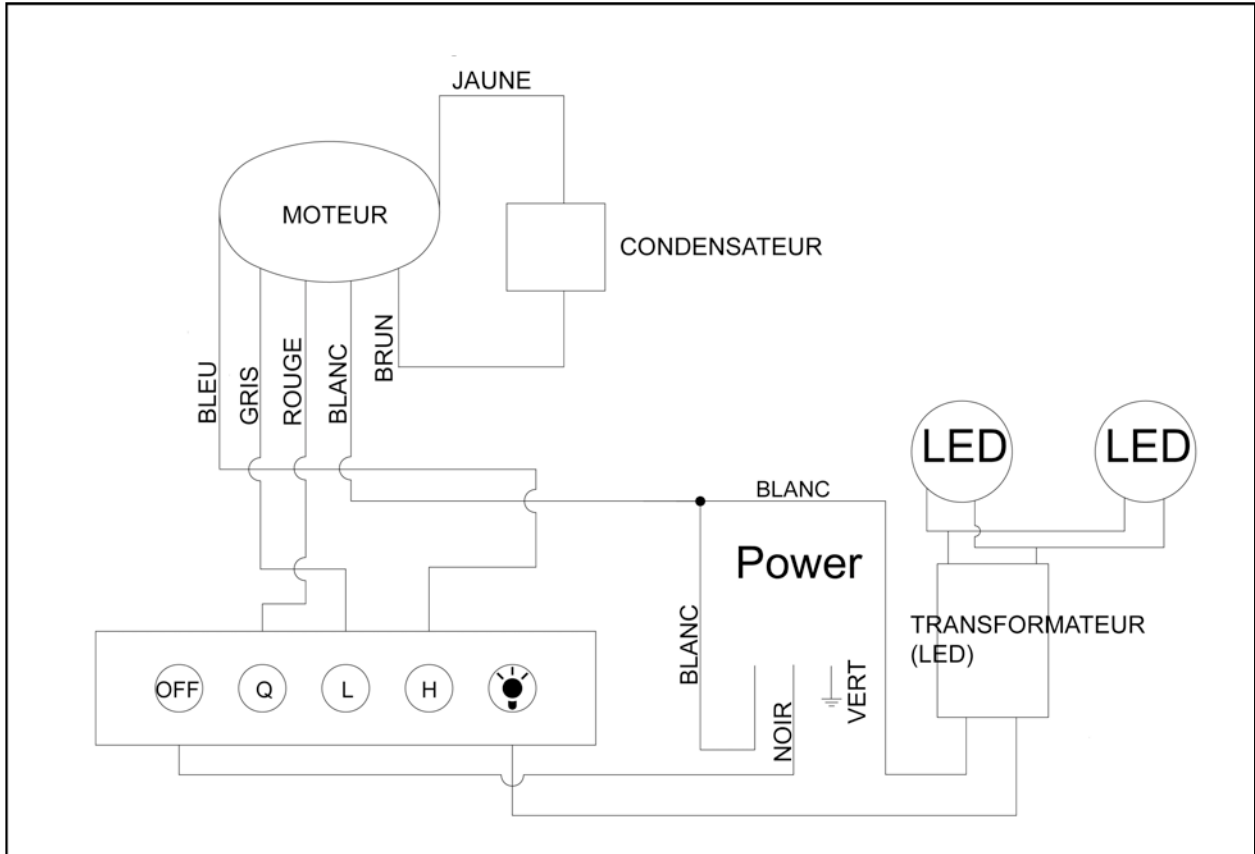 JAUNE
MOTEUR
CONDENSATEUR
BLEU
GRIS
ROUGE
BLANC
BRUN
LED
LED
BLANC
Power
BLANC
NOIR
VERT
TRANSFORMATEUR
(LED)
OFF
Q
L
H